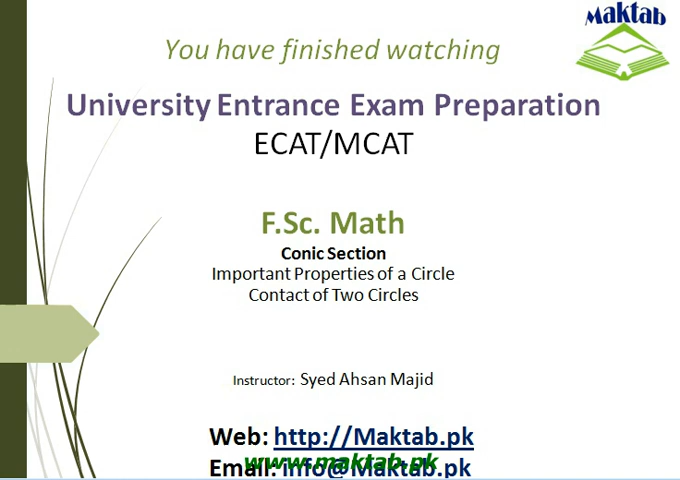 Maktab
You have finished watching
University Entrance Exam Preparation
ECAT/MCAT
F.Sc. Math
Conic Section
Important Properties of a Circle
Contact of Two Circles
Instructor: Syed Ahsan Majid
Web: http://Maktab.pk
Email: info@Maktab.pk
www.maktab.pk